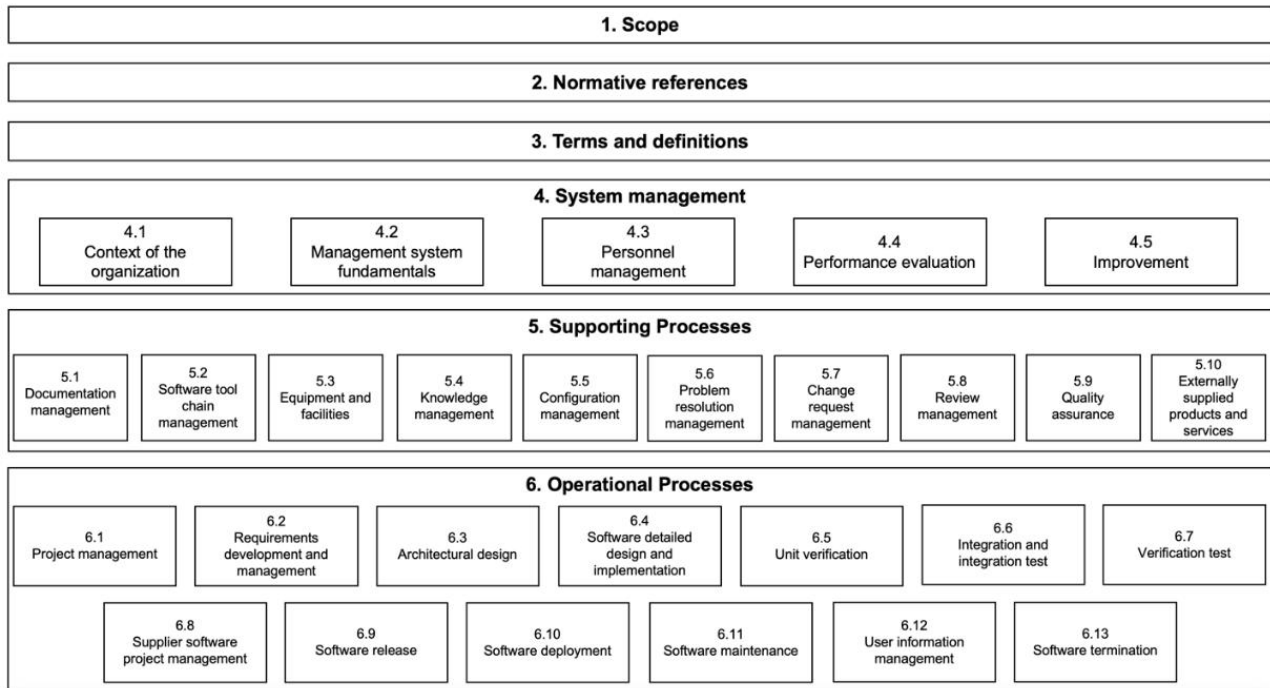 1. Scope
2. Normative references
3. Terms and definitions
4. System management
4.1
Context of the
organization
4.2
Management system
fundamentals
4.3
Personnel
management
4.4
Performance evaluation
4.5
Improvement
5. Supporting Processes
5.1
Documentation
management
5.2
Software tool
chain
management
5.3
Equipment and
facilities
5.4
Knowledge
management
5.5
Configuration
management
5.6
Problem
resolution
management
5.7
Change
request
management
5.8
Review
management
5.9
Quality
assurance
5.10
Externally
supplied
products and
services
6. Operational Processes
6.1
Project management
6.2
Requirements
development and
management
6.3
Architectural design
6.4
Software detailed
design and
implementation
6.5
Unit verification
6.6
Integration and
integration test
6.7
Verification test
6.8
Supplier software
project management
6.9
Software release
6.10
Software deployment
6.11
Software maintenance
6.12
User information
management
6.13
Software termination